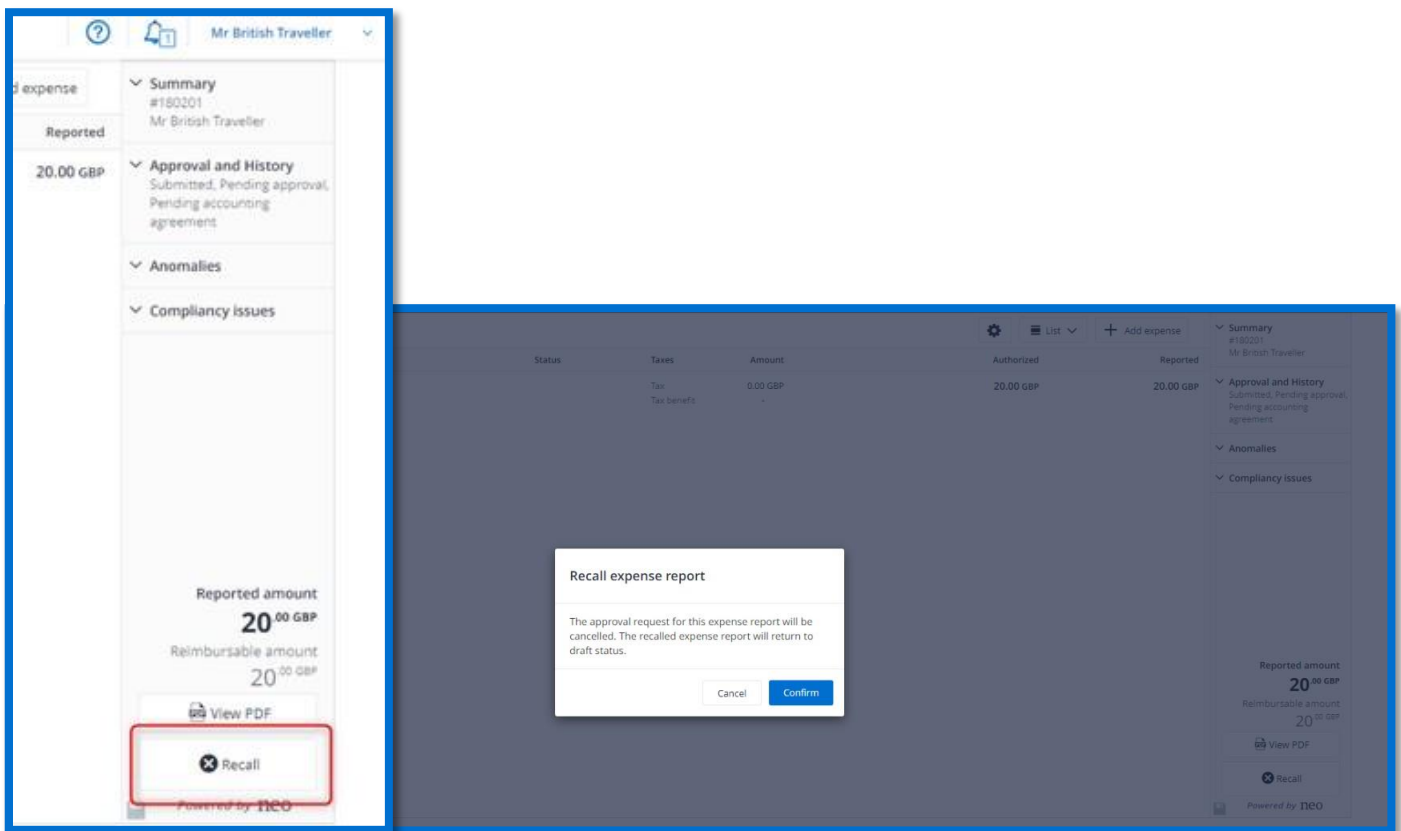 1
Mr British Traveller
d expense
Reported
20.00 GBP
Summary
#180201
Mr British Traveller
Approval and History
Submitted, Pending approval,
Pending accounting
agreement
Anomalies
Compliancy issues
Reported amount
20.00 GBP
Reimbursable amount
20.00 GBP
View PDF
Recall
Powered by neo
List
Add expense
Status
Taxes
Amount
Authorized
Reported
Tax
0.00 GBP
20.00 GBP
20.00 GBP
Tax benefit
-
Summary
#180201
Mr British Traveller
Approval and History
Submitted, Pending approval,
Pending accounting
agreement
Anomalies
Compliancy issues
Recall expense report
The approval request for this expense report will be
cancelled. The recalled expense report will return to
draft status.
Cancel
Confirm
Reported amount
20.00 GBP
Reimbursable amount
20.00 GBP
View PDF
Recall
Powered by neo